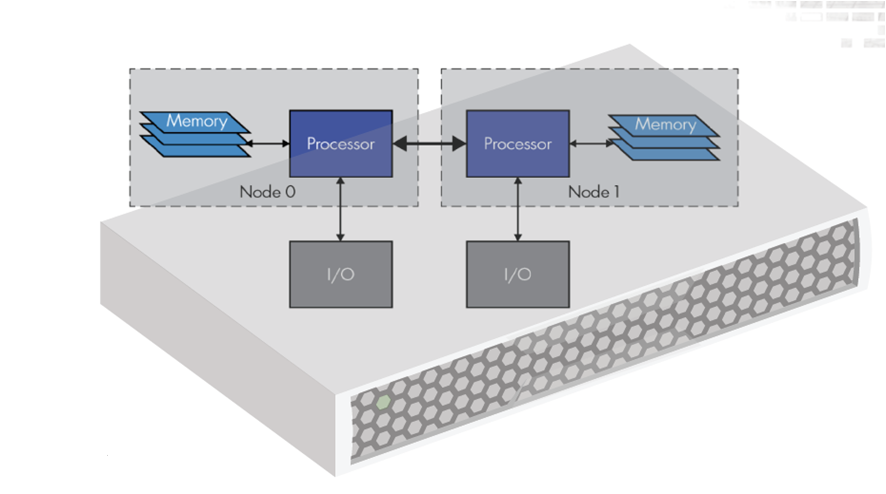 Memory
Processor
Node 0
I/O
Processor
Memory
Node 1
I/O